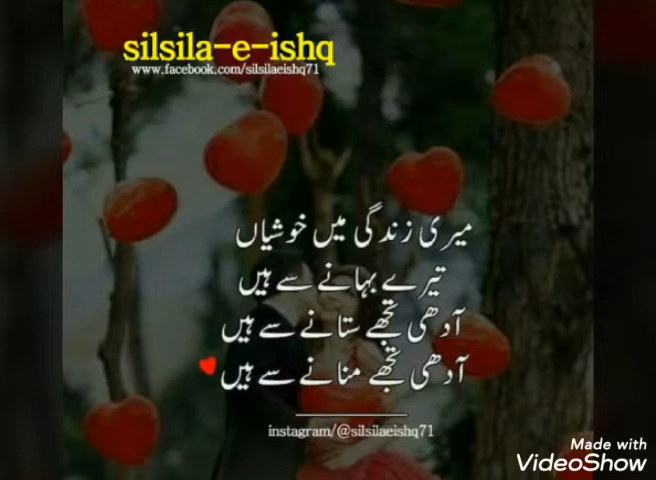 silsila-e-ishq
www.facebook.com/silsilaeishq71
میری زندگی میں خوشیاں
تیرے بہانے سے ہیں
آدھی تجھے ستانے سے ہیں
آدھی تجھے منانے سے ہیں
instagram/@silsilaeishq71
Made with
VideoShow